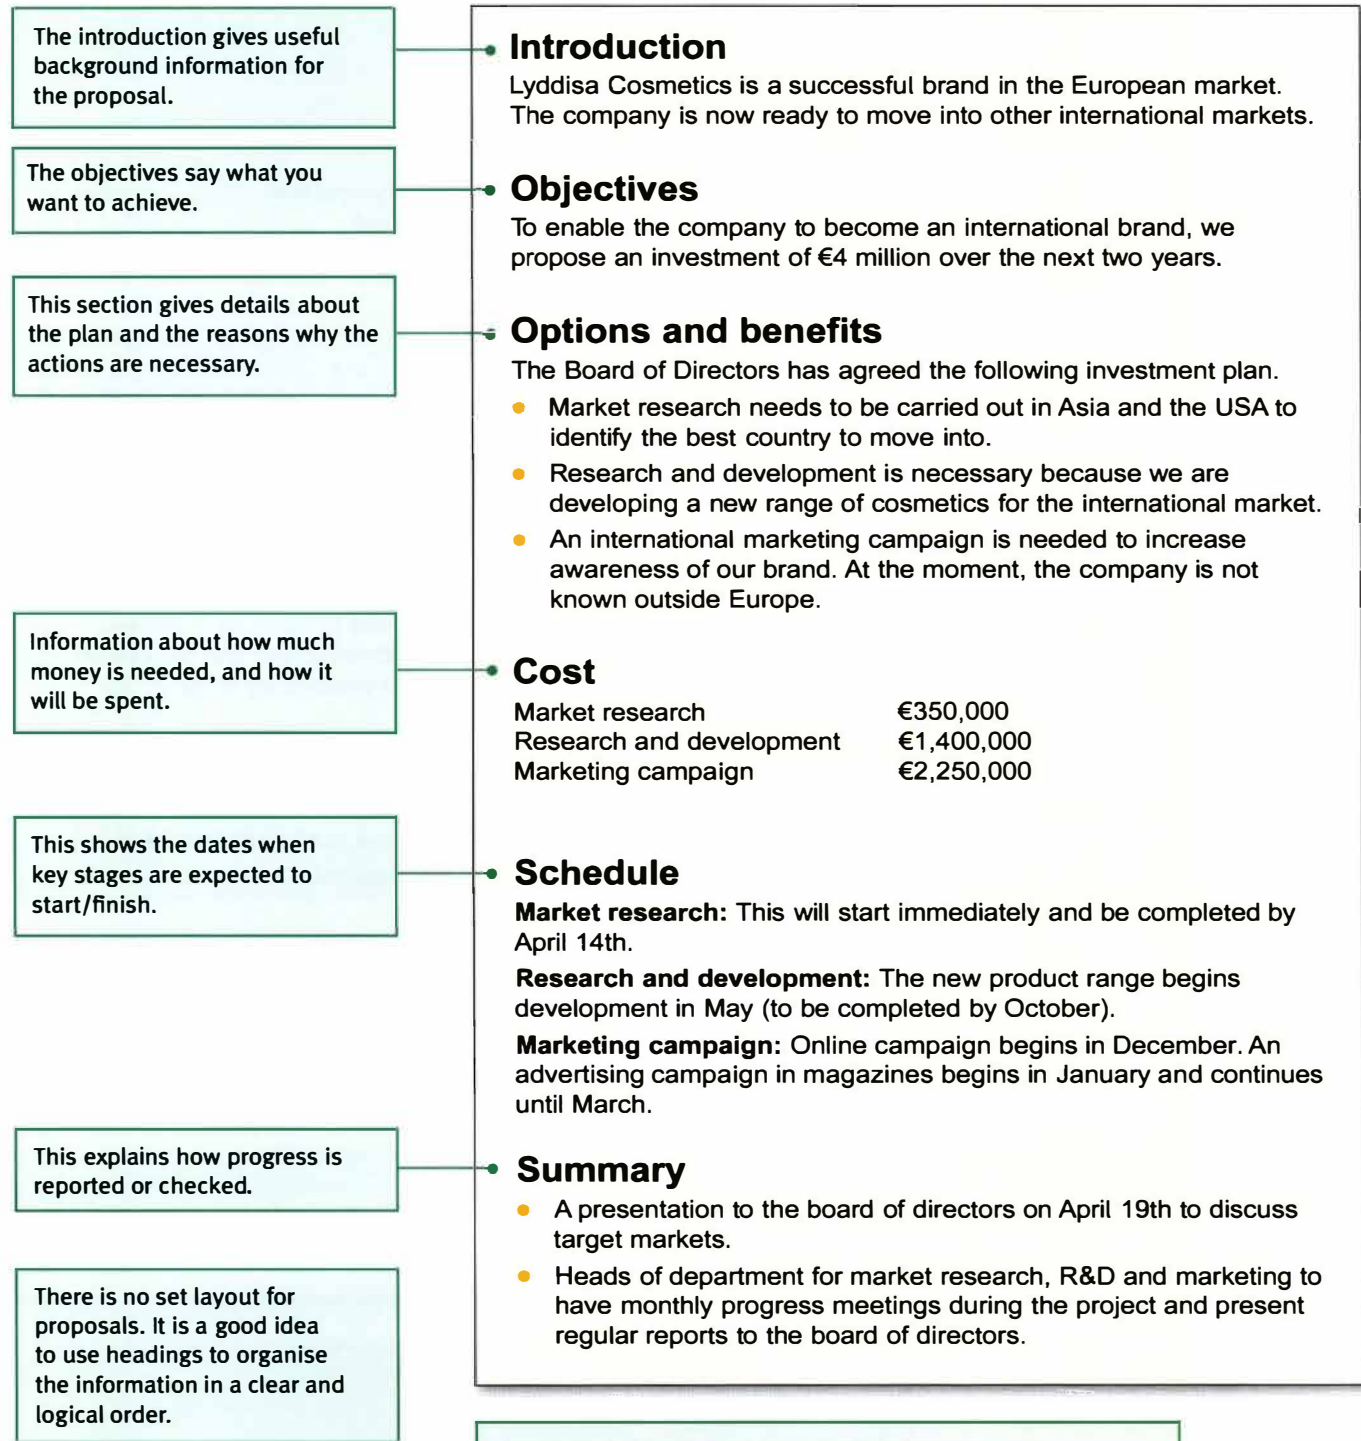 The introduction gives useful
background information for
the proposal.
Introduction
Lyddisa Cosmetics is a successful brand in the European market.
The company is now ready to move into other international markets.
The objectives say what you
want to achieve.
Objectives
To enable the company to become an international brand, we
propose an investment of €4 million over the next two years.
This section gives details about
the plan and the reasons why the
actions are necessary.
Options and benefits
The Board of Directors has agreed the following investment plan.
• Market research needs to be carried out in Asia and the USA to
identify the best country to move into.
• Research and development is necessary because we are
developing a new range of cosmetics for the international market.
• An international marketing campaign is needed to increase
awareness of our brand. At the moment, the company is not
known outside Europe.
Information about how much
money is needed, and how it
will be spent.
Cost
Market research €350,000
Research and development €1,400,000
Marketing campaign €2,250,000
This shows the dates when
key stages are expected to
start/finish.
Schedule
Market research: This will start immediately and be completed by
April 14th.
Research and development: The new product range begins
development in May (to be completed by October).
Marketing campaign: Online campaign begins in December. An
advertising campaign in magazines begins in January and continues
until March.
This explains how progress is
reported or checked.
Summary
• A presentation to the board of directors on April 19th to discuss
target markets.
• Heads of department for market research, R&D and marketing to
have monthly progress meetings during the project and present
regular reports to the board of directors.
There is no set layout for
proposals. It is a good idea
to use headings to organise
the information in a clear and
logical order.